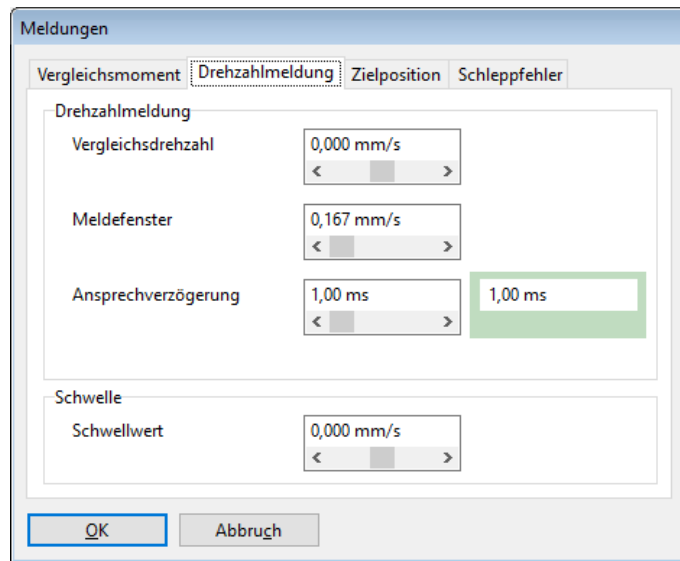 Meldungen
Vergleichsmoment Drehzahlmeldung Zielposition Schleppfehler
Drehzahlmeldung
Vergleichsdrehzahl 0,000 mm/s
Meldefenster 0,167 mm/s
Ansprechverzögerung 1,00 ms 1,00 ms
Schwelle
Schwellwert 0,000 mm/s
OK Abbruch